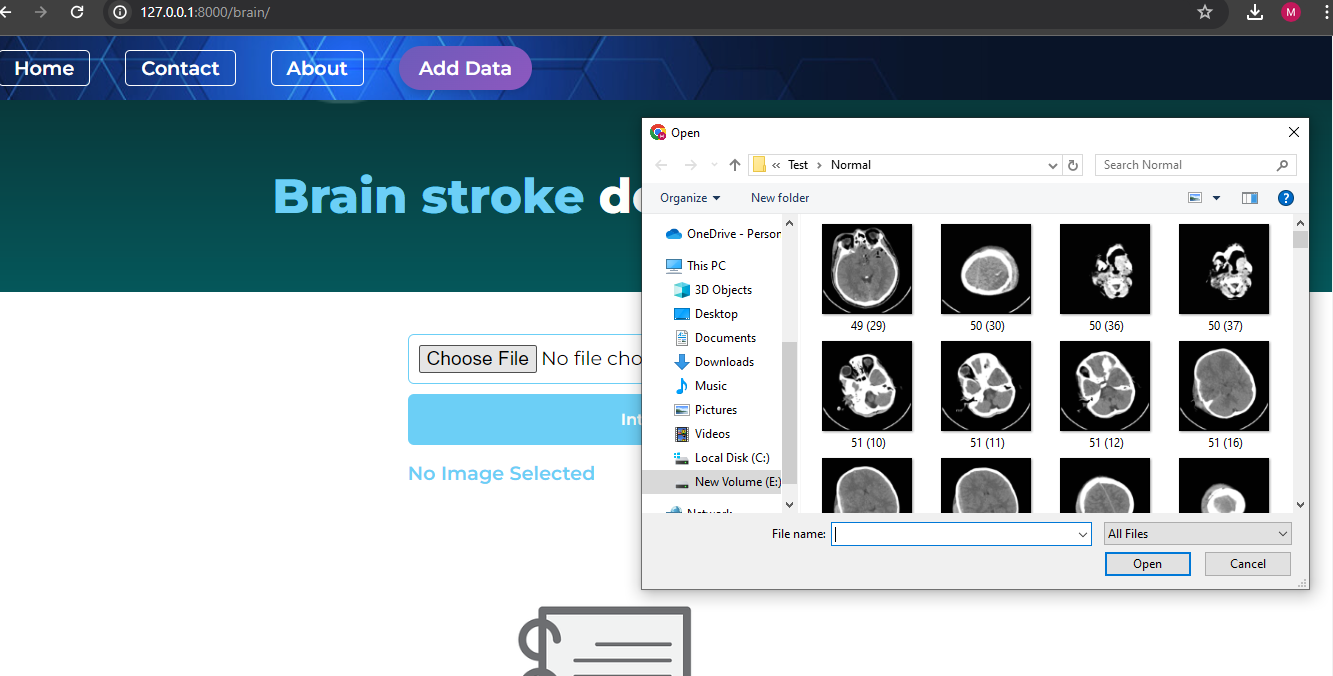 127.0.0.1:8000/brain/
M
Home
Contact
About
Add Data
Brain stroke
Choose File No file cho
No Image Selected
Open
« Test › Normal
Search Normal
Organize
New folder
OneDrive - Person
This PC
3D Objects
Desktop
Documents
Downloads
Music
Pictures
Videos
Local Disk (C:)
New Volume (E:)
Network
49 (29)
50 (30)
50 (36)
50 (37)
51 (10)
51 (11)
51 (12)
51 (16)
File name:
All Files
Open
Cancel